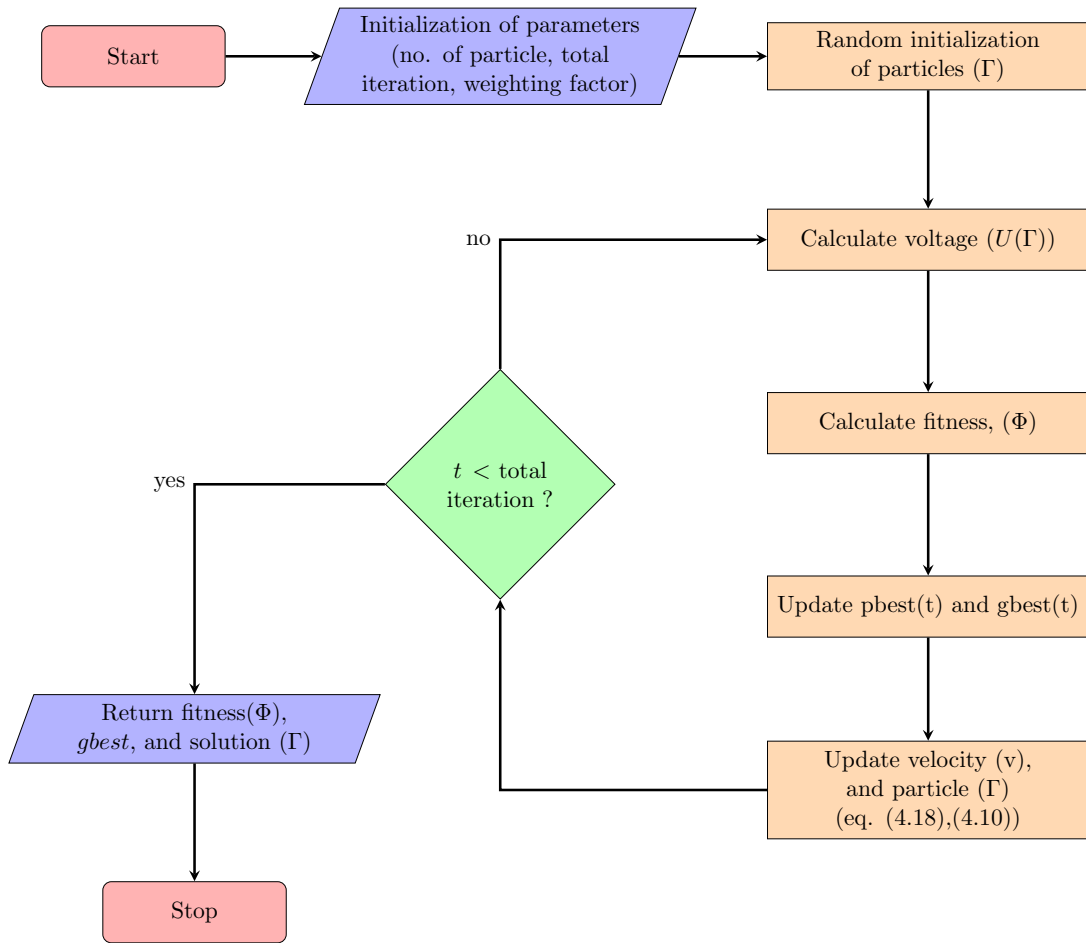 Start
Initialization of parameters
(no. of particle, total
iteration, weighting factor)
Random initialization
of particles (Γ)
Calculate voltage (U(Γ))
no
Calculate fitness, (Φ)
t < total
iteration ?
yes
Update pbest(t) and gbest(t)
Return fitness(Φ),
gbest, and solution (Γ)
Update velocity (v),
and particle (Γ)
(eq. (4.18),(4.10))
Stop